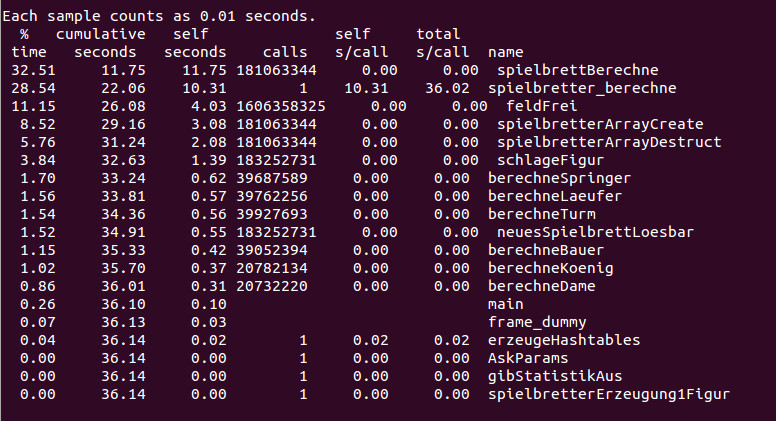 Each sample counts as 0.01 seconds.
  %   cumulative   self              self     total
 time   seconds   seconds    calls   s/call   s/call  name
 32.51     11.75    11.75 181063344     0.00     0.00  spielbrettBerechne
 28.54     22.06    10.31        1    10.31    36.02  spielbretter_berechne
 11.15     26.08     4.03 1606358325     0.00     0.00  feldFrei
  8.52     29.16     3.08 181063344     0.00     0.00  spielbretterArrayCreate
  5.76     31.24     2.08 181063344     0.00     0.00  spielbretterArrayDestruct
  3.84     32.63     1.39 183252731     0.00     0.00  schlageFigur
  1.70     33.24     0.62 39687589     0.00     0.00  berechneSpringer
  1.56     33.81     0.57 39762256     0.00     0.00  berechneLaeufer
  1.54     34.36     0.56 39927693     0.00     0.00  berechneTurm
  1.52     34.91     0.55 183252731     0.00     0.00  neuesSpielbrettLoesbar
  1.15     35.33     0.42 39052394     0.00     0.00  berechneBauer
  1.02     35.70     0.37 20782134     0.00     0.00  berechneKoenig
  0.86     36.01     0.31 20732220     0.00     0.00  berechneDame
  0.26     36.10     0.10                             main
  0.07     36.13     0.03                             frame_dummy
  0.04     36.14     0.02        1     0.02     0.02  erzeugeHashtables
  0.00     36.14     0.00        1     0.00     0.00  AskParams
  0.00     36.14     0.00        1     0.00     0.00  gibStatistikAus
  0.00     36.14     0.00        1     0.00     0.00  spielbretterErzeugung1Figur